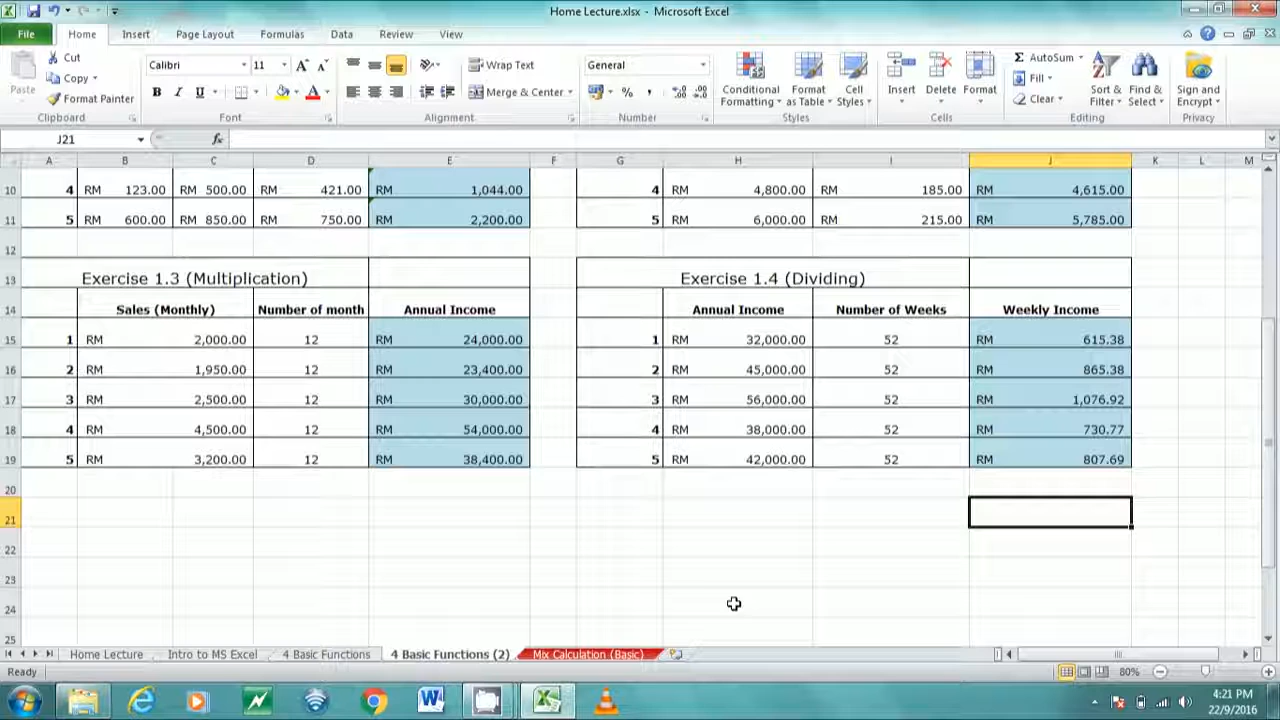 Home Lecture.xlsx - Microsoft Excel
File Home Insert Page Layout Formulas Data Review View
Paste Cut Copy Format Painter Clipboard
Calibri 11 B I U Font
Wrap Text Merge & Center Alignment
General % , Number
Conditional Formatting Format as Table Cell Styles Styles
Insert Delete Format Cells
Σ AutoSum Fill Clear Sort & Filter Find & Select Editing
Sign and Encrypt Privacy
J21 fx
A B C D E F G H I J K L M
10 4 RM 123.00 RM 500.00 RM 421.00 RM 1,044.00 4 RM 4,800.00 RM 185.00 RM 4,615.00
11 5 RM 600.00 RM 850.00 RM 750.00 RM 2,200.00 5 RM 6,000.00 RM 215.00 RM 5,785.00
12
13 Exercise 1.3 (Multiplication) Exercise 1.4 (Dividing)
14 Sales (Monthly) Number of month Annual Income Annual Income Number of Weeks Weekly Income
15 1 RM 2,000.00 12 RM 24,000.00 1 RM 32,000.00 52 RM 615.38
16 2 RM 1,950.00 12 RM 23,400.00 2 RM 45,000.00 52 RM 865.38
17 3 RM 2,500.00 12 RM 30,000.00 3 RM 56,000.00 52 RM 1,076.92
18 4 RM 4,500.00 12 RM 54,000.00 4 RM 38,000.00 52 RM 730.77
19 5 RM 3,200.00 12 RM 38,400.00 5 RM 42,000.00 52 RM 807.69
20
21
22
23
24
25
Home Lecture Intro to MS Excel 4 Basic Functions 4 Basic Functions (2) Mix Calculation (Basic)
Ready 80%
4:21 PM
22/9/2016